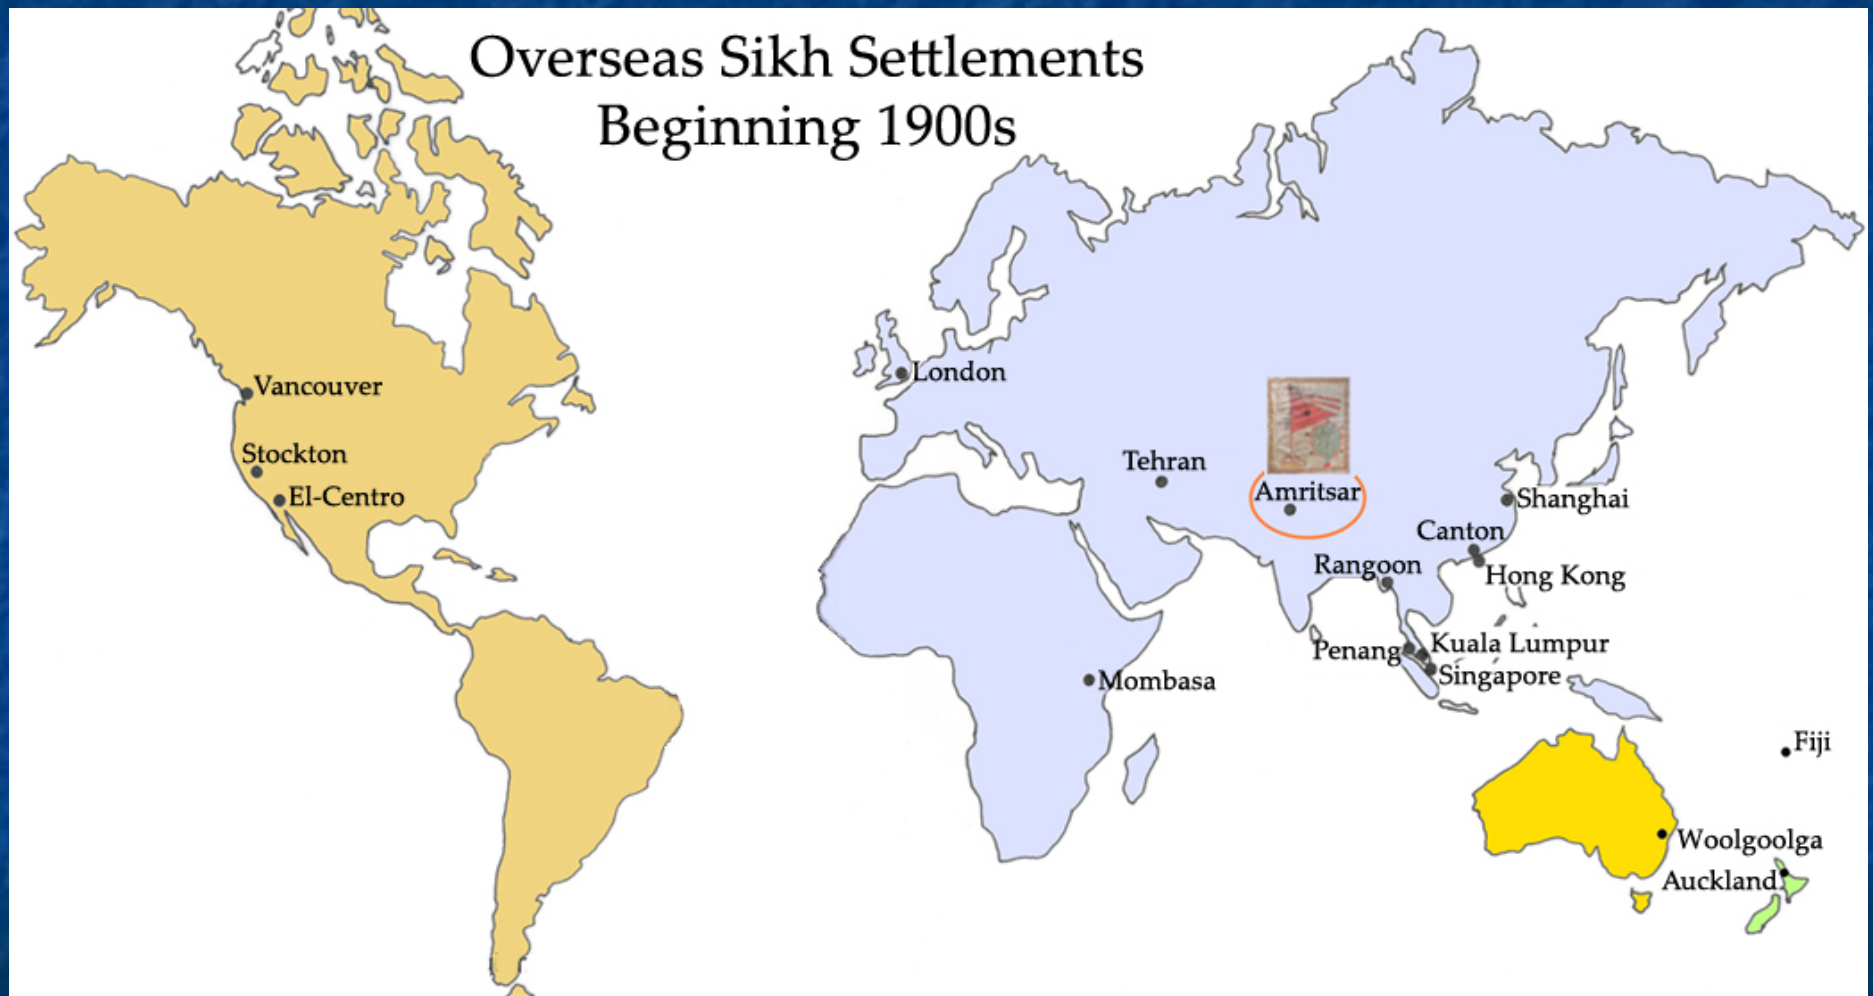 Overseas Sikh Settlements
Beginning 1900s
Vancouver
Stockton
El-Centro
London
Tehran
Amritsar
Shanghai
Canton
Hong Kong
Rangoon
Penang
Kuala Lumpur
Singapore
Mombasa
Fiji
Woolgoolga
Auckland